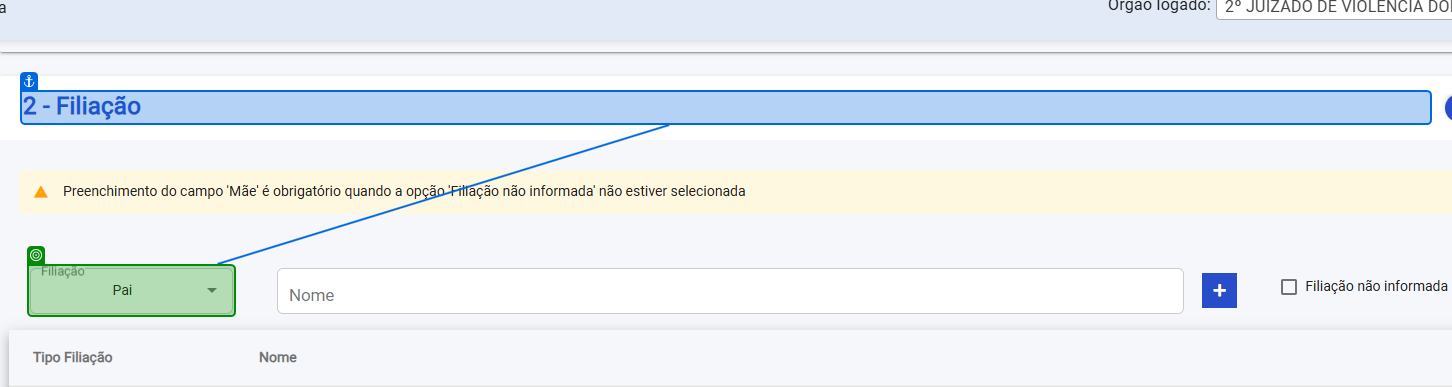 a
Órgão logado: 2º JUIZADO DE VIOLÊNCIA DO
2 - Filiação
Preenchimento do campo 'Mãe' é obrigatório quando a opção 'Filiação não informada' não estiver selecionada
Filiação
Pai
Nome
+
Filiação não informada
Tipo Filiação Nome